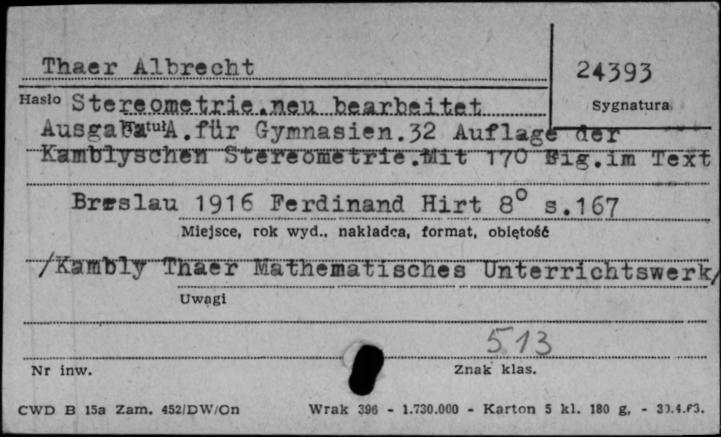 Thaer Albrecht
24393
Hasło Stereometrie.neu bearbeitet
Sygnatura
Ausgabe A.für Gymnasien.32 Auflage der
Kamblyschen Stereometrie.Mit 170 Fig.im Text
Breslau 1916 Ferdinand Hirt 8° s.167
Miejsce, rok wyd., nakładca, format, objętość
/Kambly Thaer Mathematisches Unterrichtswerk/
Uwagi
513
Nr inw.
Znak klas.
CWD B 15a Zam. 452/DW/On
Wrak 396 - 1.730.000 - Karton 5 kl. 180 g. -